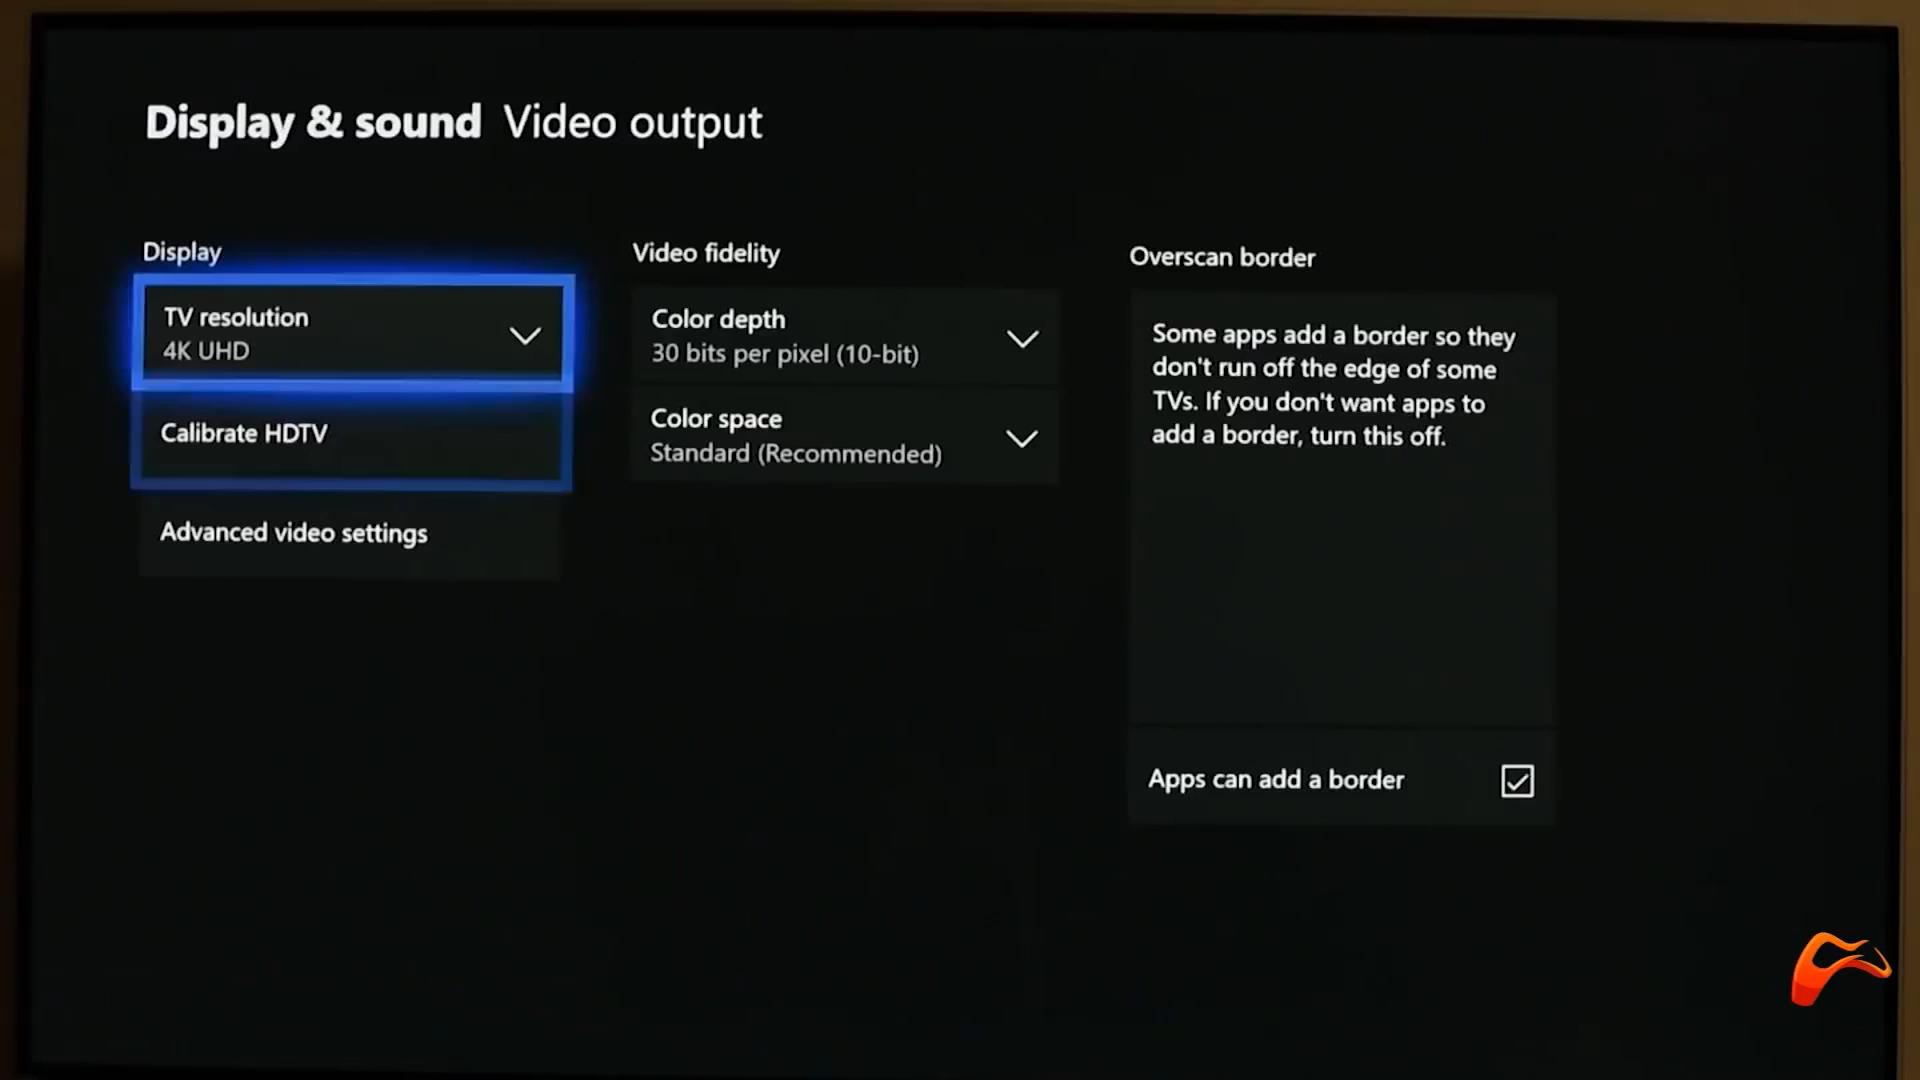 Display & sound Video output
Display
TV resolution
4K UHD
Calibrate HDTV
Advanced video settings
Video fidelity
Color depth
30 bits per pixel (10-bit)
Color space
Standard (Recommended)
Overscan border
Some apps add a border so they
don't run off the edge of some
TVs. If you don't want apps to
add a border, turn this off.
Apps can add a border